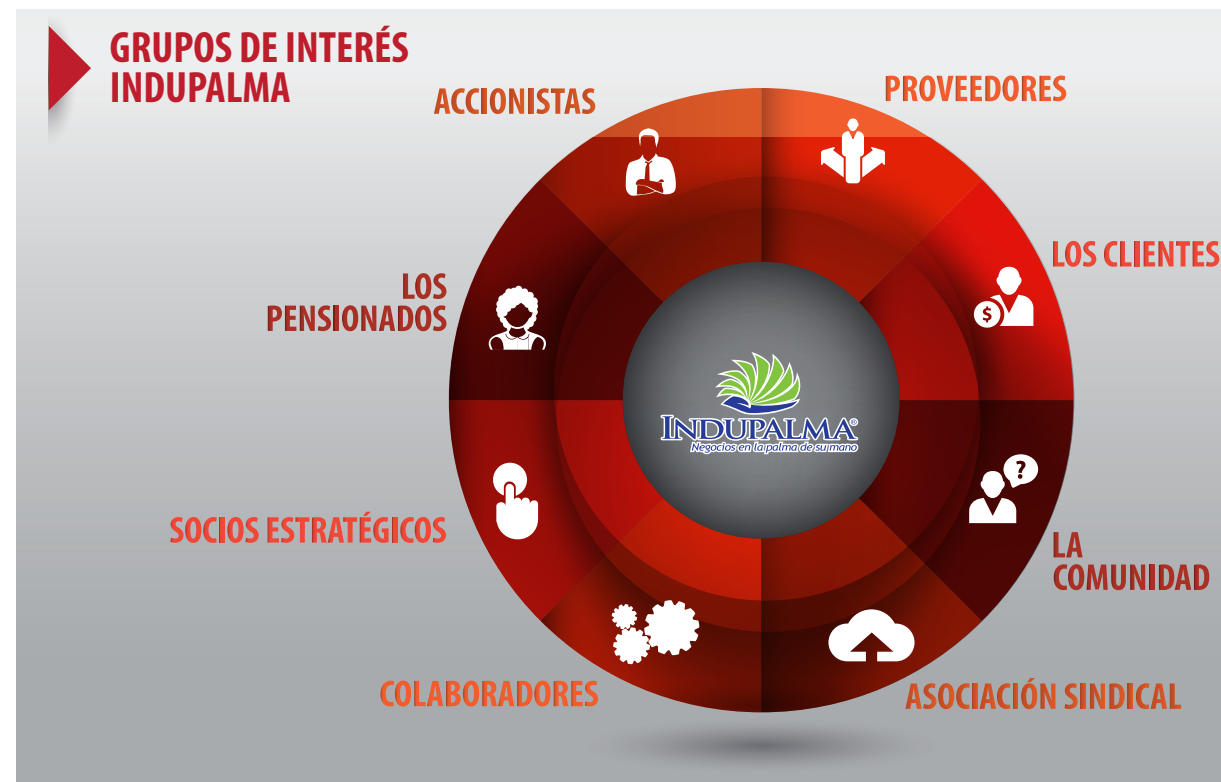 GRUPOS DE INTERÉS
INDUPALMA
ACCIONISTAS
PROVEEDORES
LOS CLIENTES
LOS
PENSIONADOS
$
INDUPALMA®
Negocios en la palma de su mano
?
SOCIOS ESTRATÉGICOS
LA
COMUNIDAD
COLABORADORES
ASOCIACIÓN SINDICAL